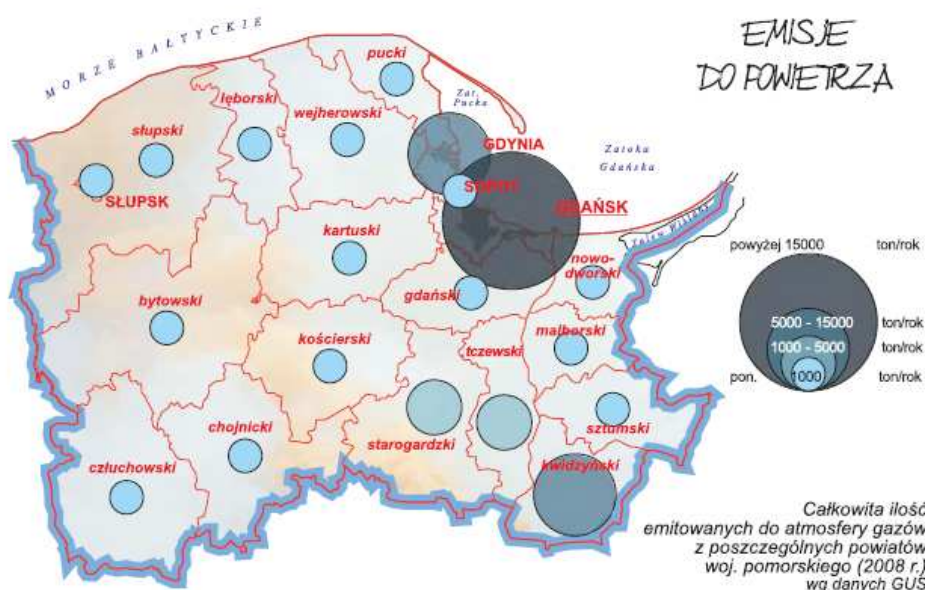 EMISJE
DO POWIETRZA
MORZE BAŁTYCKIE
pucki
Zat.
Pucka
lęborski
wejherowski
słupski
GDYNIA
Zatoka
Gdańska
SŁUPSK
SOPOT
GDAŃSK
Zalew Wiślany
kartuski
nowo-
dworski
gdański
bytowski
malborski
kościerski
tczewski
chojnicki
starogardzki
sztumski
człuchowski
kwidzyński
powyżej 15000 ton/rok
5000 - 15000 ton/rok
1000 - 5000 ton/rok
pon. 1000 ton/rok
Całkowita ilość
emitowanych do atmosfery gazów
z poszczególnych powiatów
woj. pomorskiego (2008 r.)
wg danych GUS